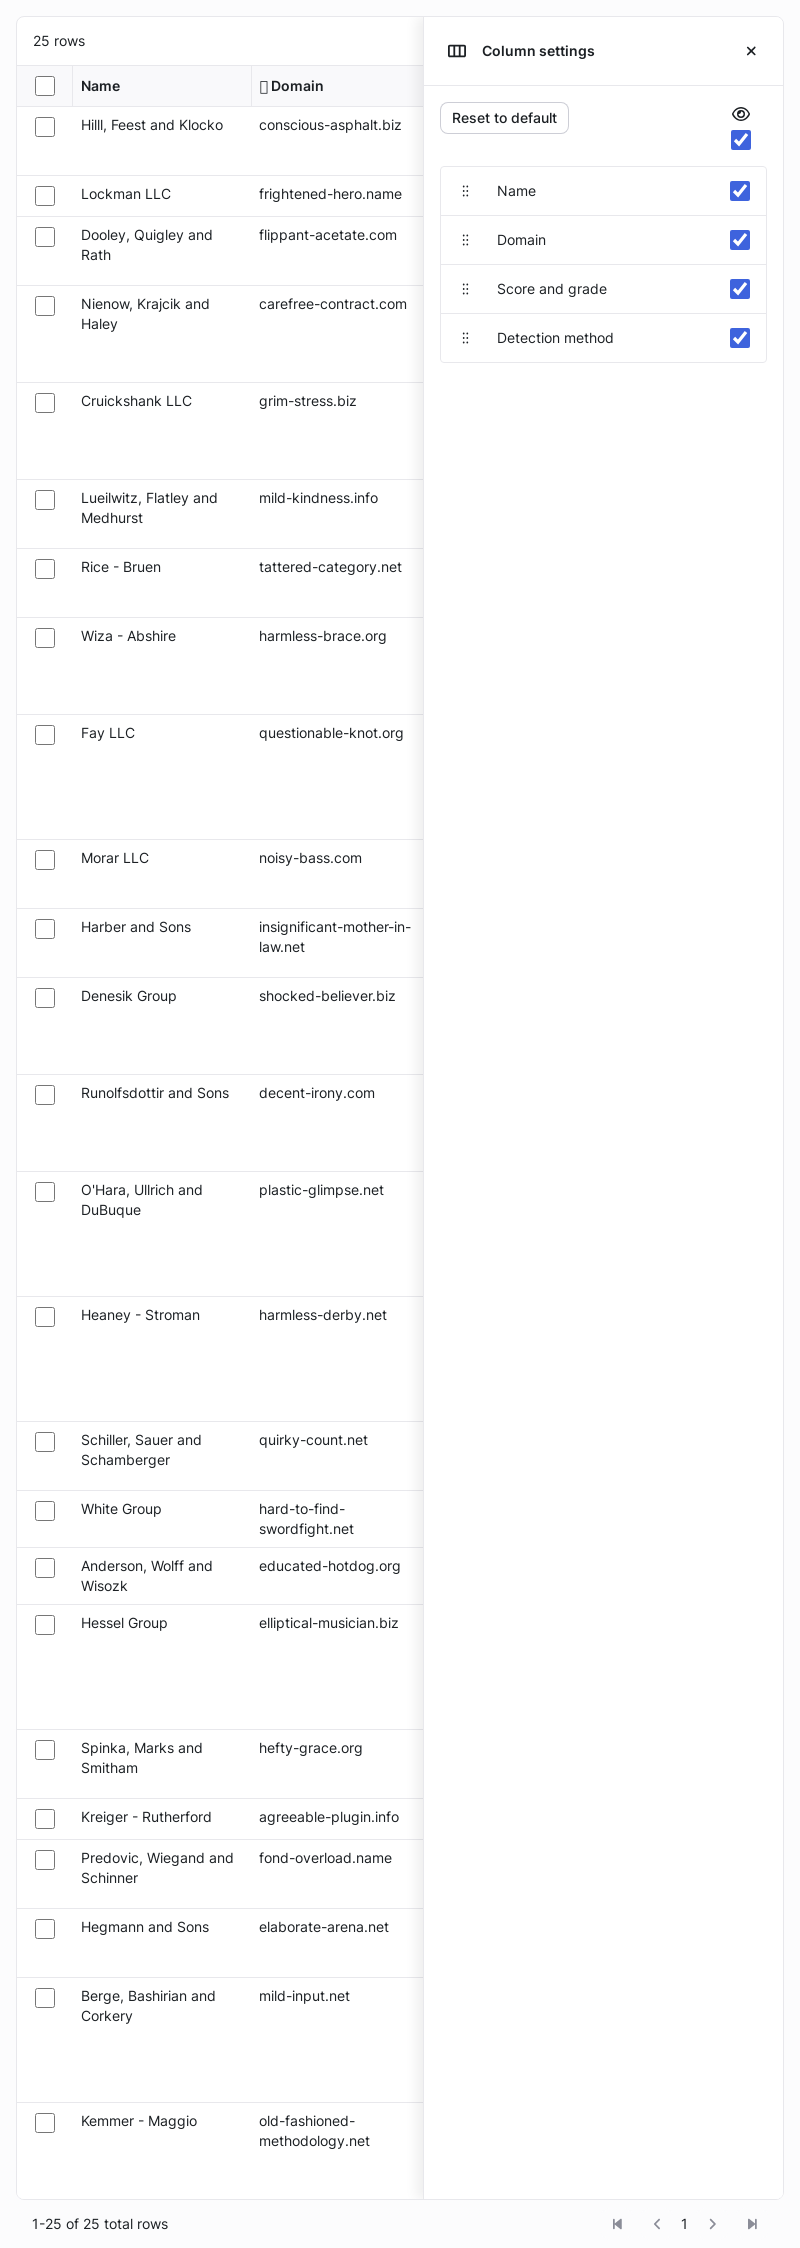 25 rows
Name Domain
Hilll, Feest and Klocko conscious-asphalt.biz
Lockman LLC frightened-hero.name
Dooley, Quigley and flippant-acetate.com
Rath
Nienow, Krajcik and carefree-contract.com
Haley
Cruickshank LLC grim-stress.biz
Lueilwitz, Flatley and mild-kindness.info
Medhurst
Rice - Bruen tattered-category.net
Wiza - Abshire harmless-brace.org
Fay LLC questionable-knot.org
Morar LLC noisy-bass.com
Harber and Sons insignificant-mother-in-
law.net
Denesik Group shocked-believer.biz
Runolfsdottir and Sons decent-irony.com
O'Hara, Ullrich and plastic-glimpse.net
DuBuque
Heaney - Stroman harmless-derby.net
Schiller, Sauer and quirky-count.net
Schamberger
White Group hard-to-find-
swordfight.net
Anderson, Wolff and educated-hotdog.org
Wisozk
Hessel Group elliptical-musician.biz
Spinka, Marks and hefty-grace.org
Smitham
Kreiger - Rutherford agreeable-plugin.info
Predovic, Wiegand and fond-overload.name
Schinner
Hegmann and Sons elaborate-arena.net
Berge, Bashirian and mild-input.net
Corkery
Kemmer - Maggio old-fashioned-
methodology.net
Column settings
Reset to default
Name
Domain
Score and grade
Detection method
1-25 of 25 total rows 1